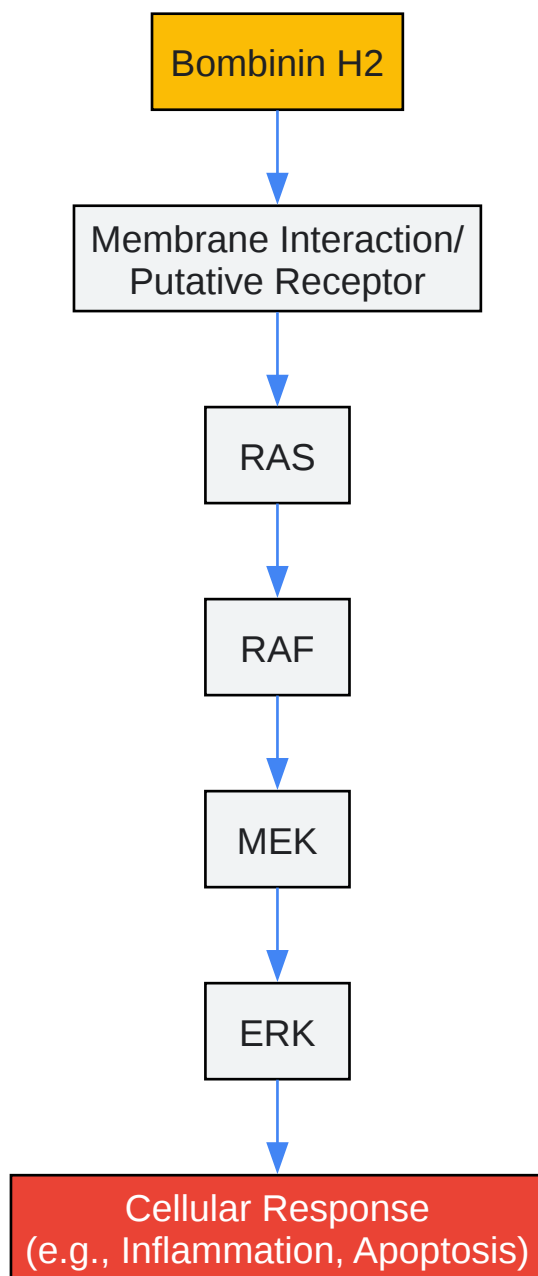 Bombinin H2
Membrane Interaction/
Putative Receptor
RAS
RAF
MEK
ERK
Cellular Response
(e.g., Inflammation, Apoptosis)